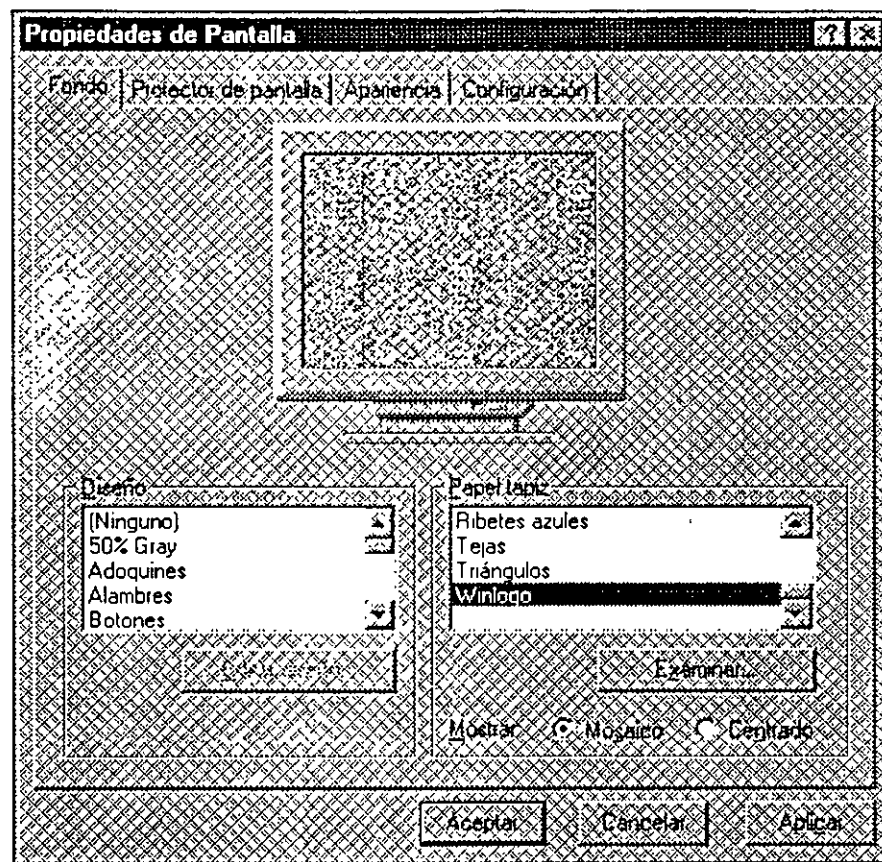 Propiedades de Pantalla
Fondo Protector de pantalla Apariencia Configuración
Diseño
(Ninguno)
50% Gray
Adoquines
Alambres
Botones
Papel tapiz
Ribetes azules
Tejas
Triángulos
Winlogo
Examinar...
Mostrar Mosaico Centrado
Aceptar Cancelar Aplicar